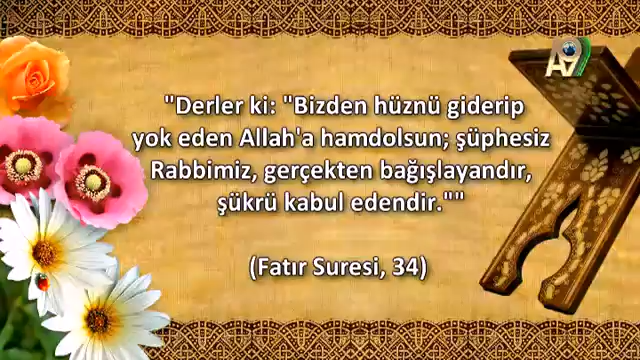 A9
"Derler ki: "Bizden hüznü giderip
yok eden Allah'a hamdolsun; şüphesiz
Rabbimiz, gerçekten bağışlayandır,
şükrü kabul edendir.""
(Fatır Suresi, 34)